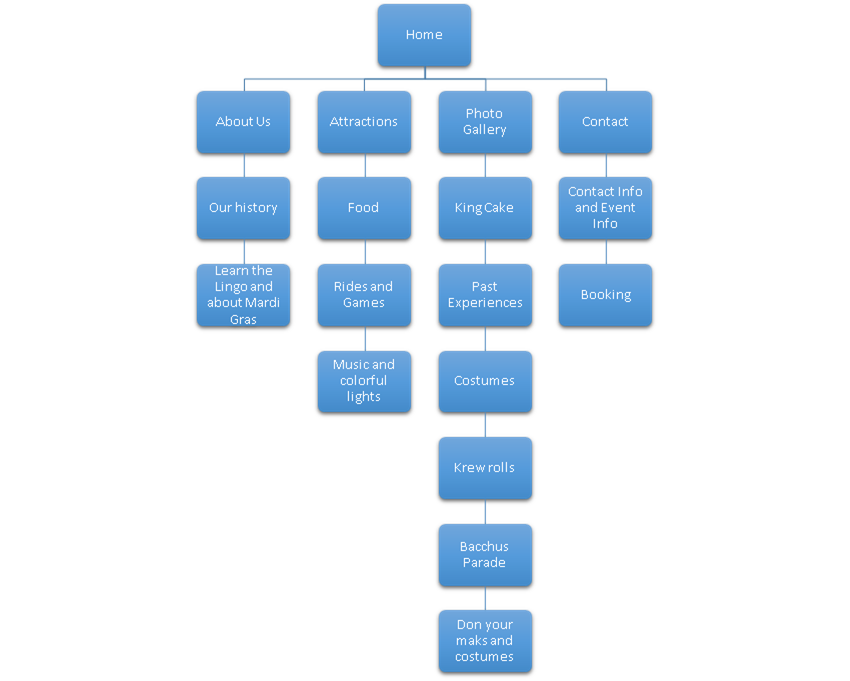 Home
About Us
Attractions
Photo
Gallery
Contact
Our history
Food
King Cake
Contact Info
and Event
Info
Learn the
Lingo and
about Mardi
Gras
Rides and
Games
Past
Experiences
Booking
Music and
colorful
lights
Costumes
Krew rolls
Bacchus
Parade
Don your
maks and
costumes